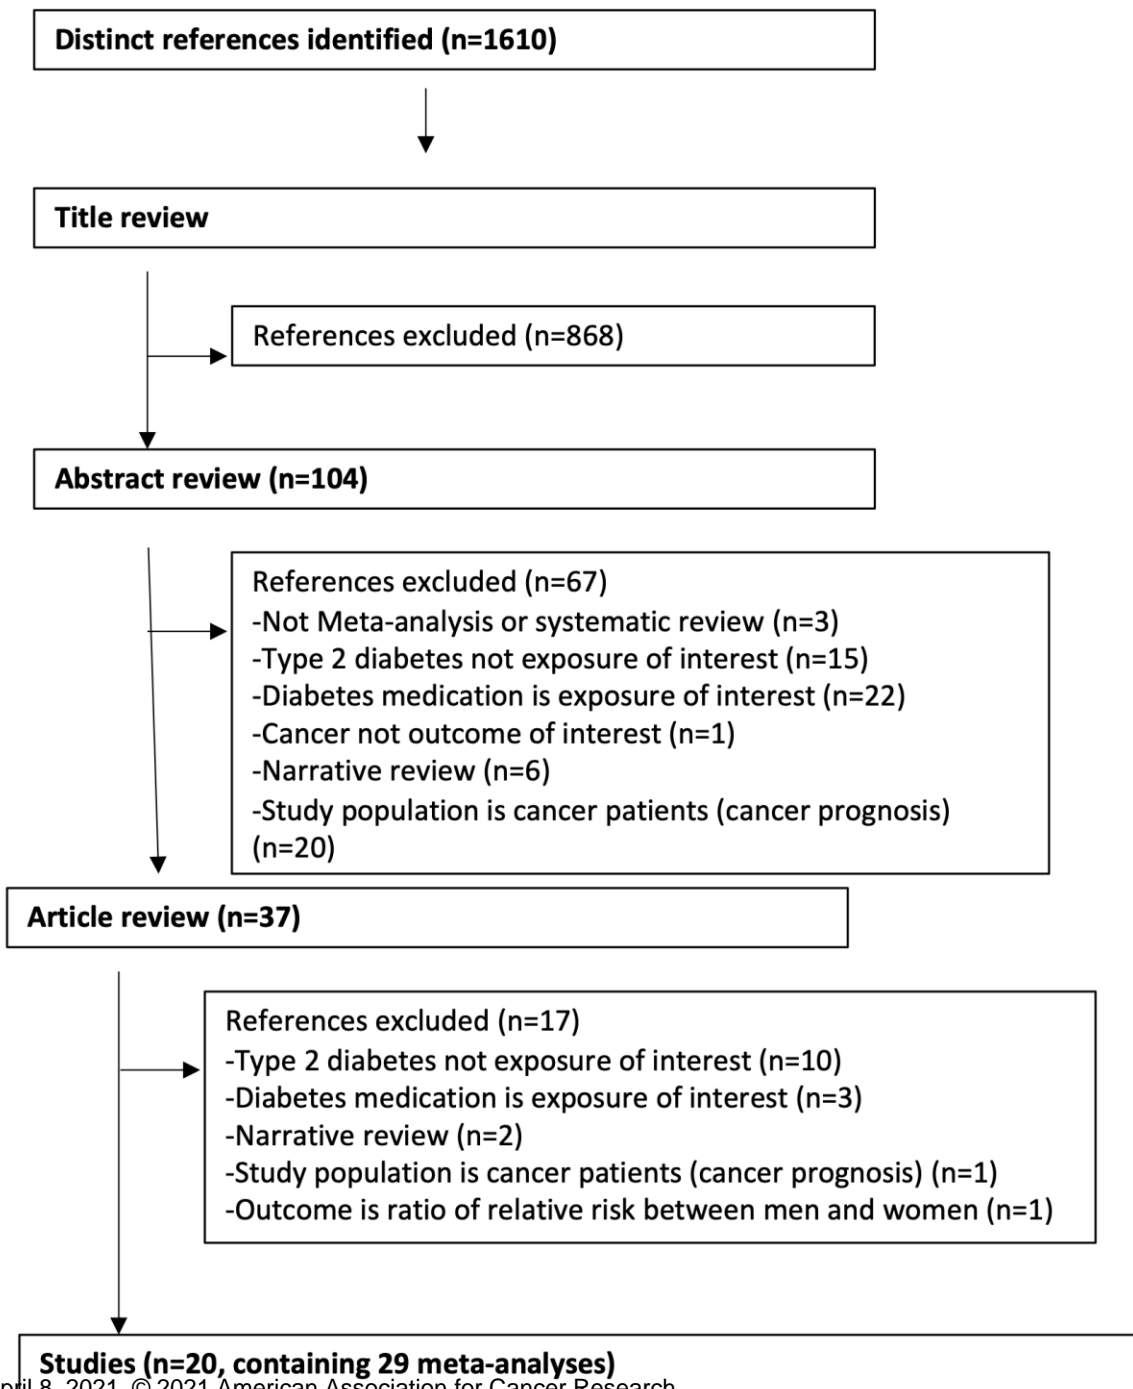 Distinct references identified (n=1610)
Title review
References excluded (n=868)
Abstract review (n=104)
References excluded (n=67)
-Not Meta-analysis or systematic review (n=3)
-Type 2 diabetes not exposure of interest (n=15)
-Diabetes medication is exposure of interest (n=22)
-Cancer not outcome of interest (n=1)
-Narrative review (n=6)
-Study population is cancer patients (cancer prognosis)
(n=20)
Article review (n=37)
References excluded (n=17)
-Type 2 diabetes not exposure of interest (n=10)
-Diabetes medication is exposure of interest (n=3)
-Narrative review (n=2)
-Study population is cancer patients (cancer prognosis) (n=1)
-Outcome is ratio of relative risk between men and women (n=1)
Studies (n=20, containing 29 meta-analyses)
pril 8, 2021. © 2021 American Association for Cancer Research.